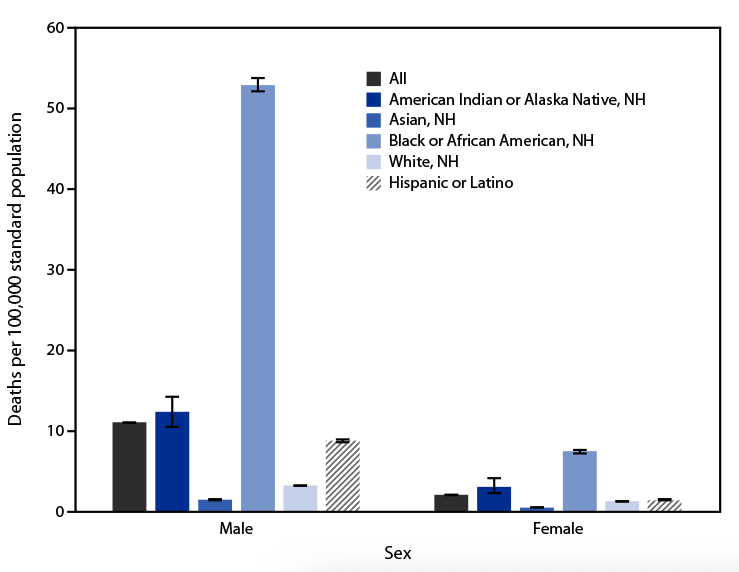 60
50
40
30
20
10
0
Deaths per 100,000 standard population
All
American Indian or Alaska Native, NH
Asian, NH
Black or African American, NH
White, NH
Hispanic or Latino
Male
Female
Sex